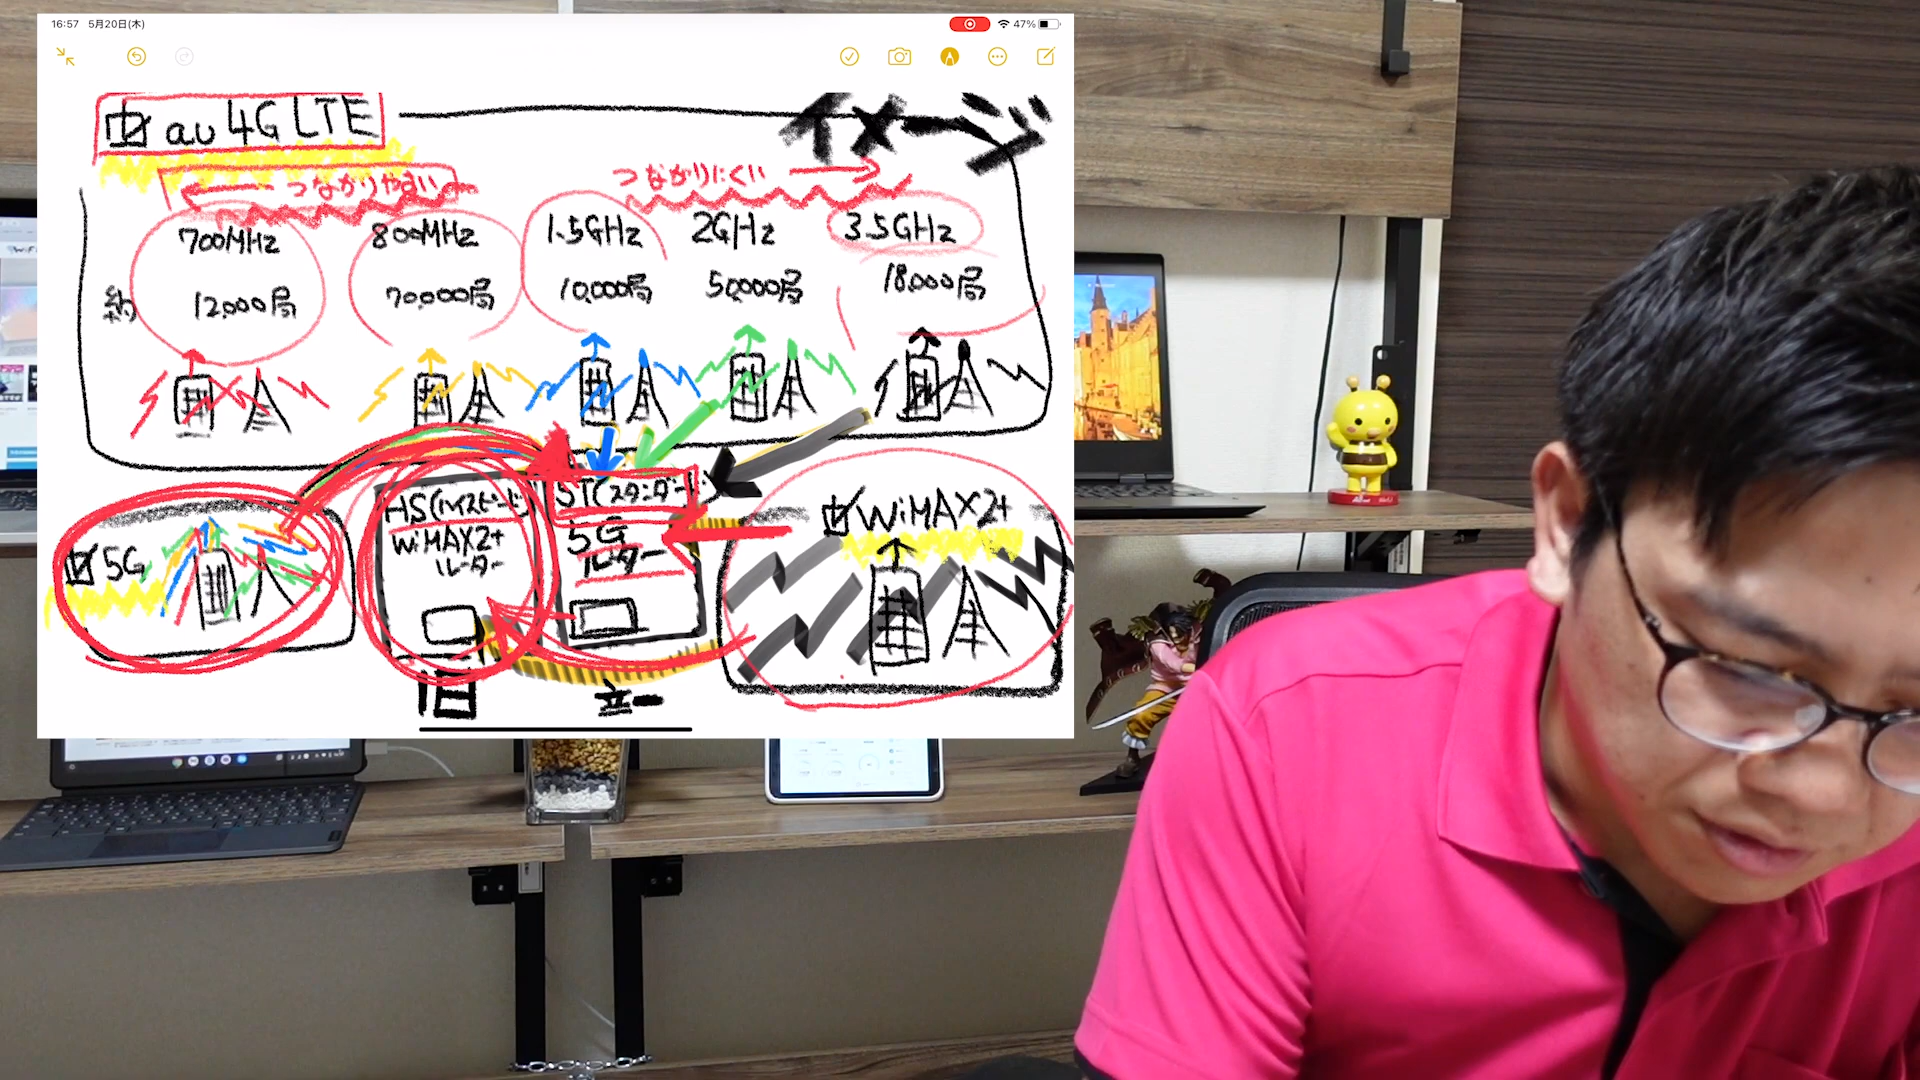 16:57 5月20日(木)
47%
au 4G LTE
イメージ
つながりやすい
つながりにくい
700MHz 800MHz 1.5GHz 2GHz 3.5GHz
約 12,000局 70,000局 10,000局 50,000局 18,000局
HS(ハイスピード)
WiMAX2+
ルーター
ST(スタンダード)
5G
ルーター
WiMAX2+
5G
旧